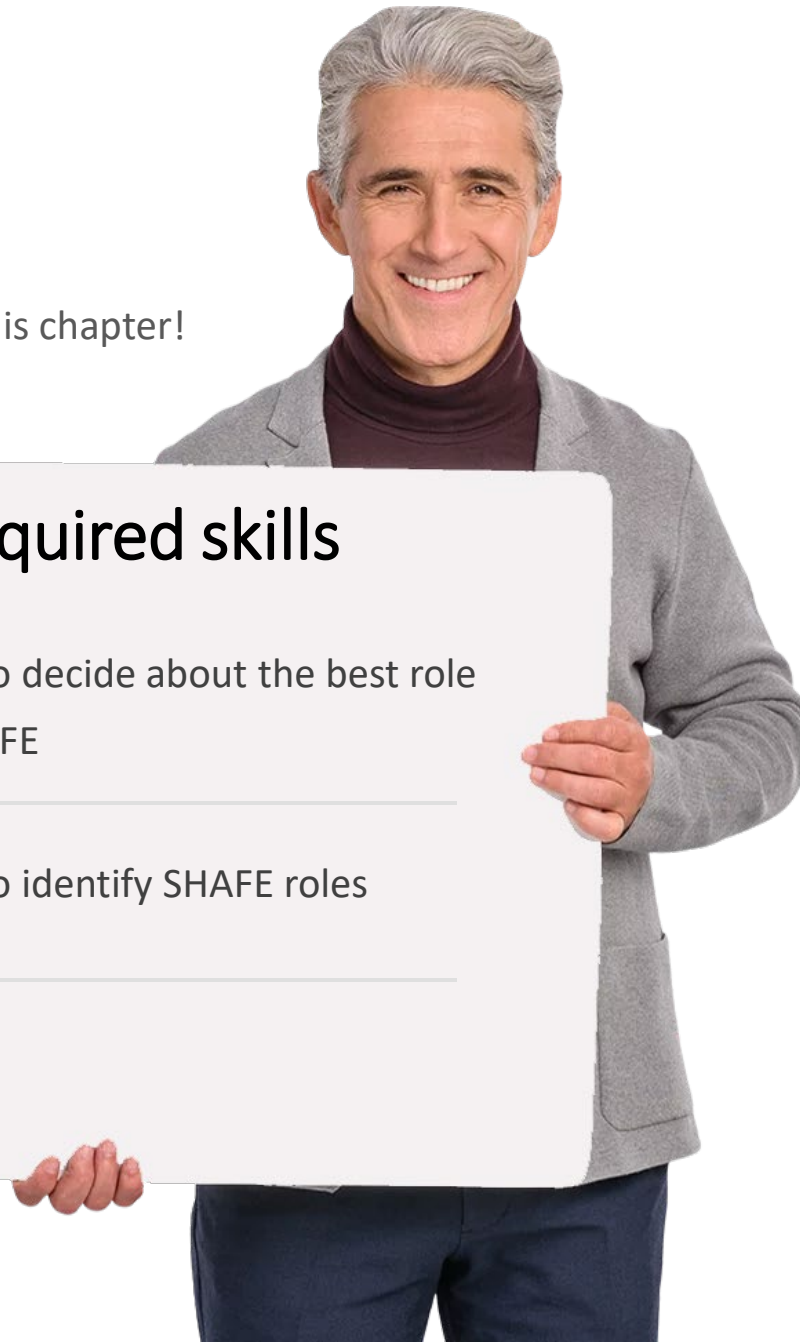 is chapter!
quired skills
o decide about the best role
FE
o identify SHAFE roles